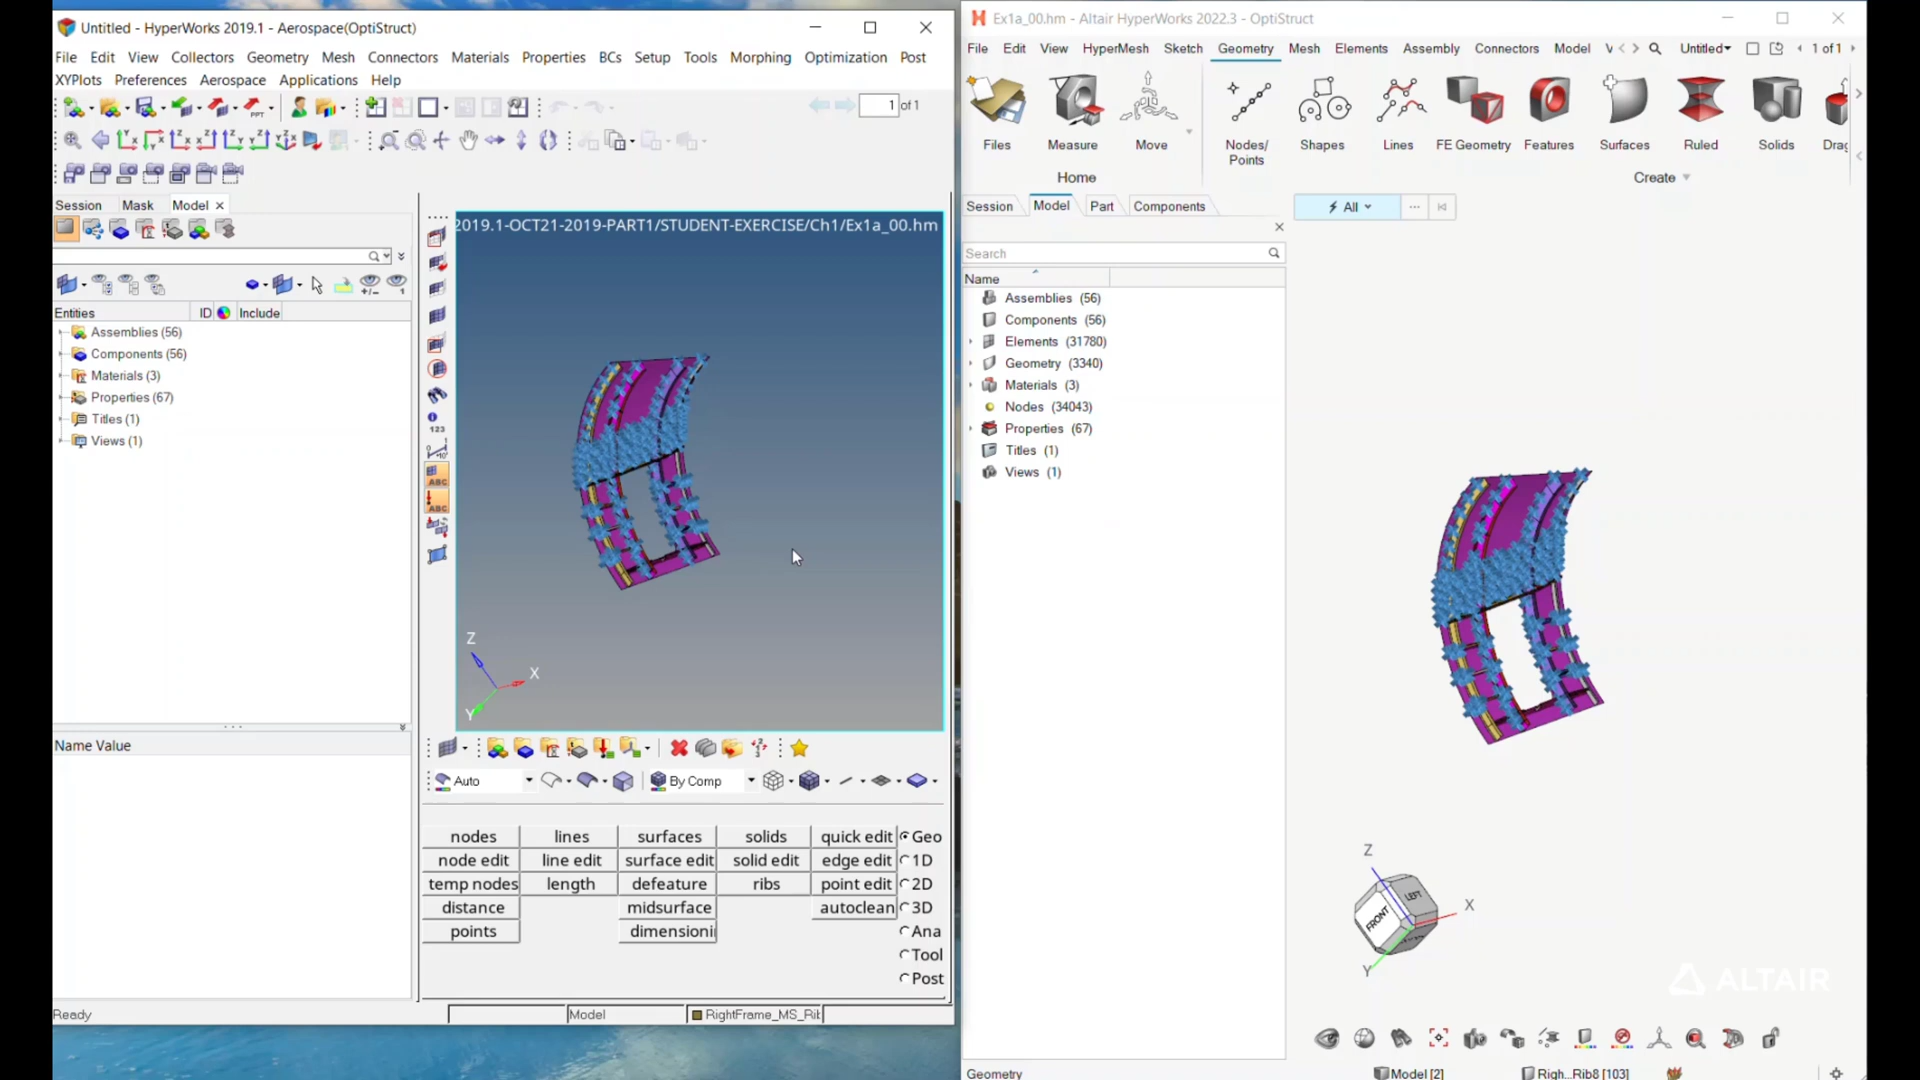 Untitled - HyperWorks 2019.1 - Aerospace(OptiStruct)
File Edit View Collectors Geometry Mesh Connectors Materials Properties BCs Setup Tools Morphing Optimization Post
XYPlots Preferences Aerospace Applications Help
1 of 1
Session Mask Model
Entities ID Include
Assemblies (56)
Components (56)
Materials (3)
Properties (67)
Titles (1)
Views (1)
Name Value
2019.1-OCT21-2019-PART1/STUDENT-EXERCISE/Ch1/Ex1a_00.hm
123
ABC
ABC
Z
X
Y
Auto By Comp
nodes lines surfaces solids quick edit Geo
node edit line edit surface edit solid edit edge edit 1D
temp nodes length defeature ribs point edit 2D
distance midsurface autoclean 3D
points dimensioni Ana
Tool
Post
Ready Model RightFrame_MS_Rib
Ex1a_00.hm - Altair HyperWorks 2022.3 - OptiStruct
File Edit View HyperMesh Sketch Geometry Mesh Elements Assembly Connectors Model V Untitled 1 of 1
Files Measure Move Nodes/ Points Shapes Lines FE Geometry Features Surfaces Ruled Solids Drag
Home Create
Session Model Part Components All
Search
Name
Assemblies (56)
Components (56)
Elements (31780)
Geometry (3340)
Materials (3)
Nodes (34043)
Properties (67)
Titles (1)
Views (1)
Z
X
Y
FRONT
LEFT
ALTAIR
Geometry Model [2] Righ...Rib8 [103]